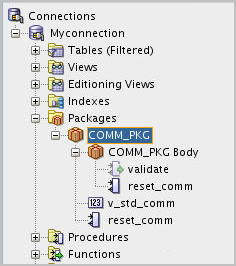 Connections
Myconnection
Tables (Filtered)
Views
Editioning Views
Indexes
Packages
COMM_PKG
COMM_PKG Body
validate
reset_comm
123
v_std_comm
reset_comm
Procedures
Functions